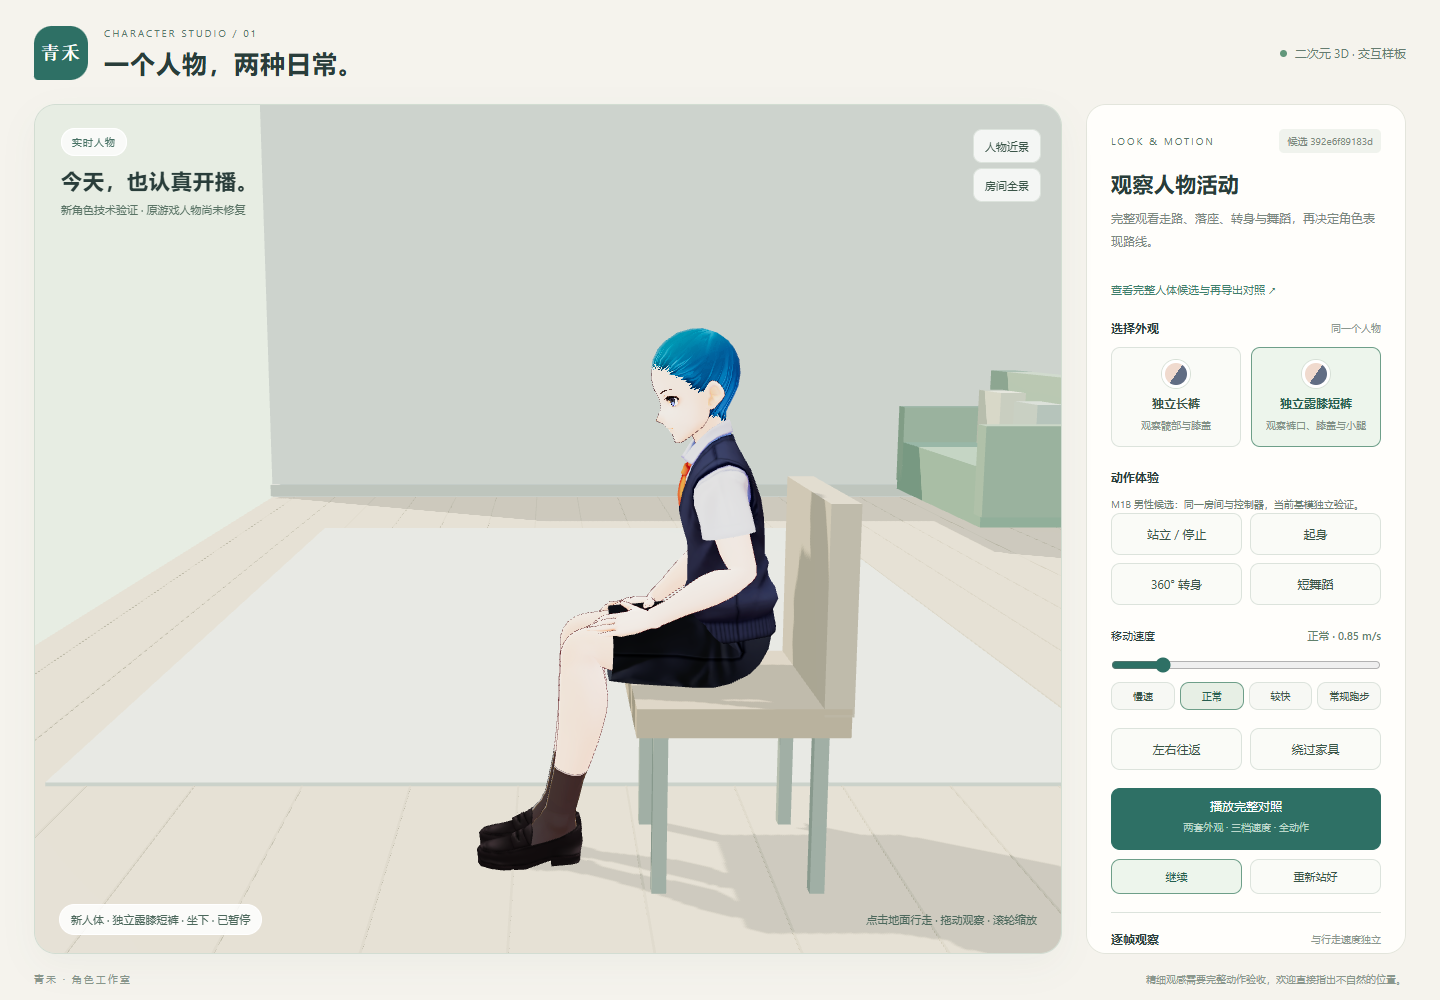 青禾
CHARACTER STUDIO / 01
一个人物，两种日常。
二次元 3D · 交互样板
实时人物
今天，也认真开播。
新角色技术验证 · 原游戏人物尚未修复
人物近景
房间全景
新人体 · 独立露膝短裤 · 坐下 · 已暂停
点击地面行走 · 拖动观察 · 滚轮缩放
LOOK & MOTION
候选 392e6f89183d
观察人物活动
完整观看走路、落座、转身与舞蹈，再决定角色表
现路线。
查看完整人体候选与再导出对照 ↗
选择外观
同一个人物
独立长裤
观察髋部与膝盖
独立露膝短裤
观察裤口、膝盖与小腿
动作体验
M1B 男性候选：同一房间与控制器，当前基模独立验证。
站立 / 停止
起身
360° 转身
短舞蹈
移动速度
正常 · 0.85 m/s
慢速
正常
较快
常规跑步
左右往返
绕过家具
播放完整对照
两套外观 · 三档速度 · 全动作
继续
重新站好
逐帧观察
与行走速度独立
青禾 · 角色工作室
精细观感需要完整动作验收，欢迎直接指出不自然的位置。